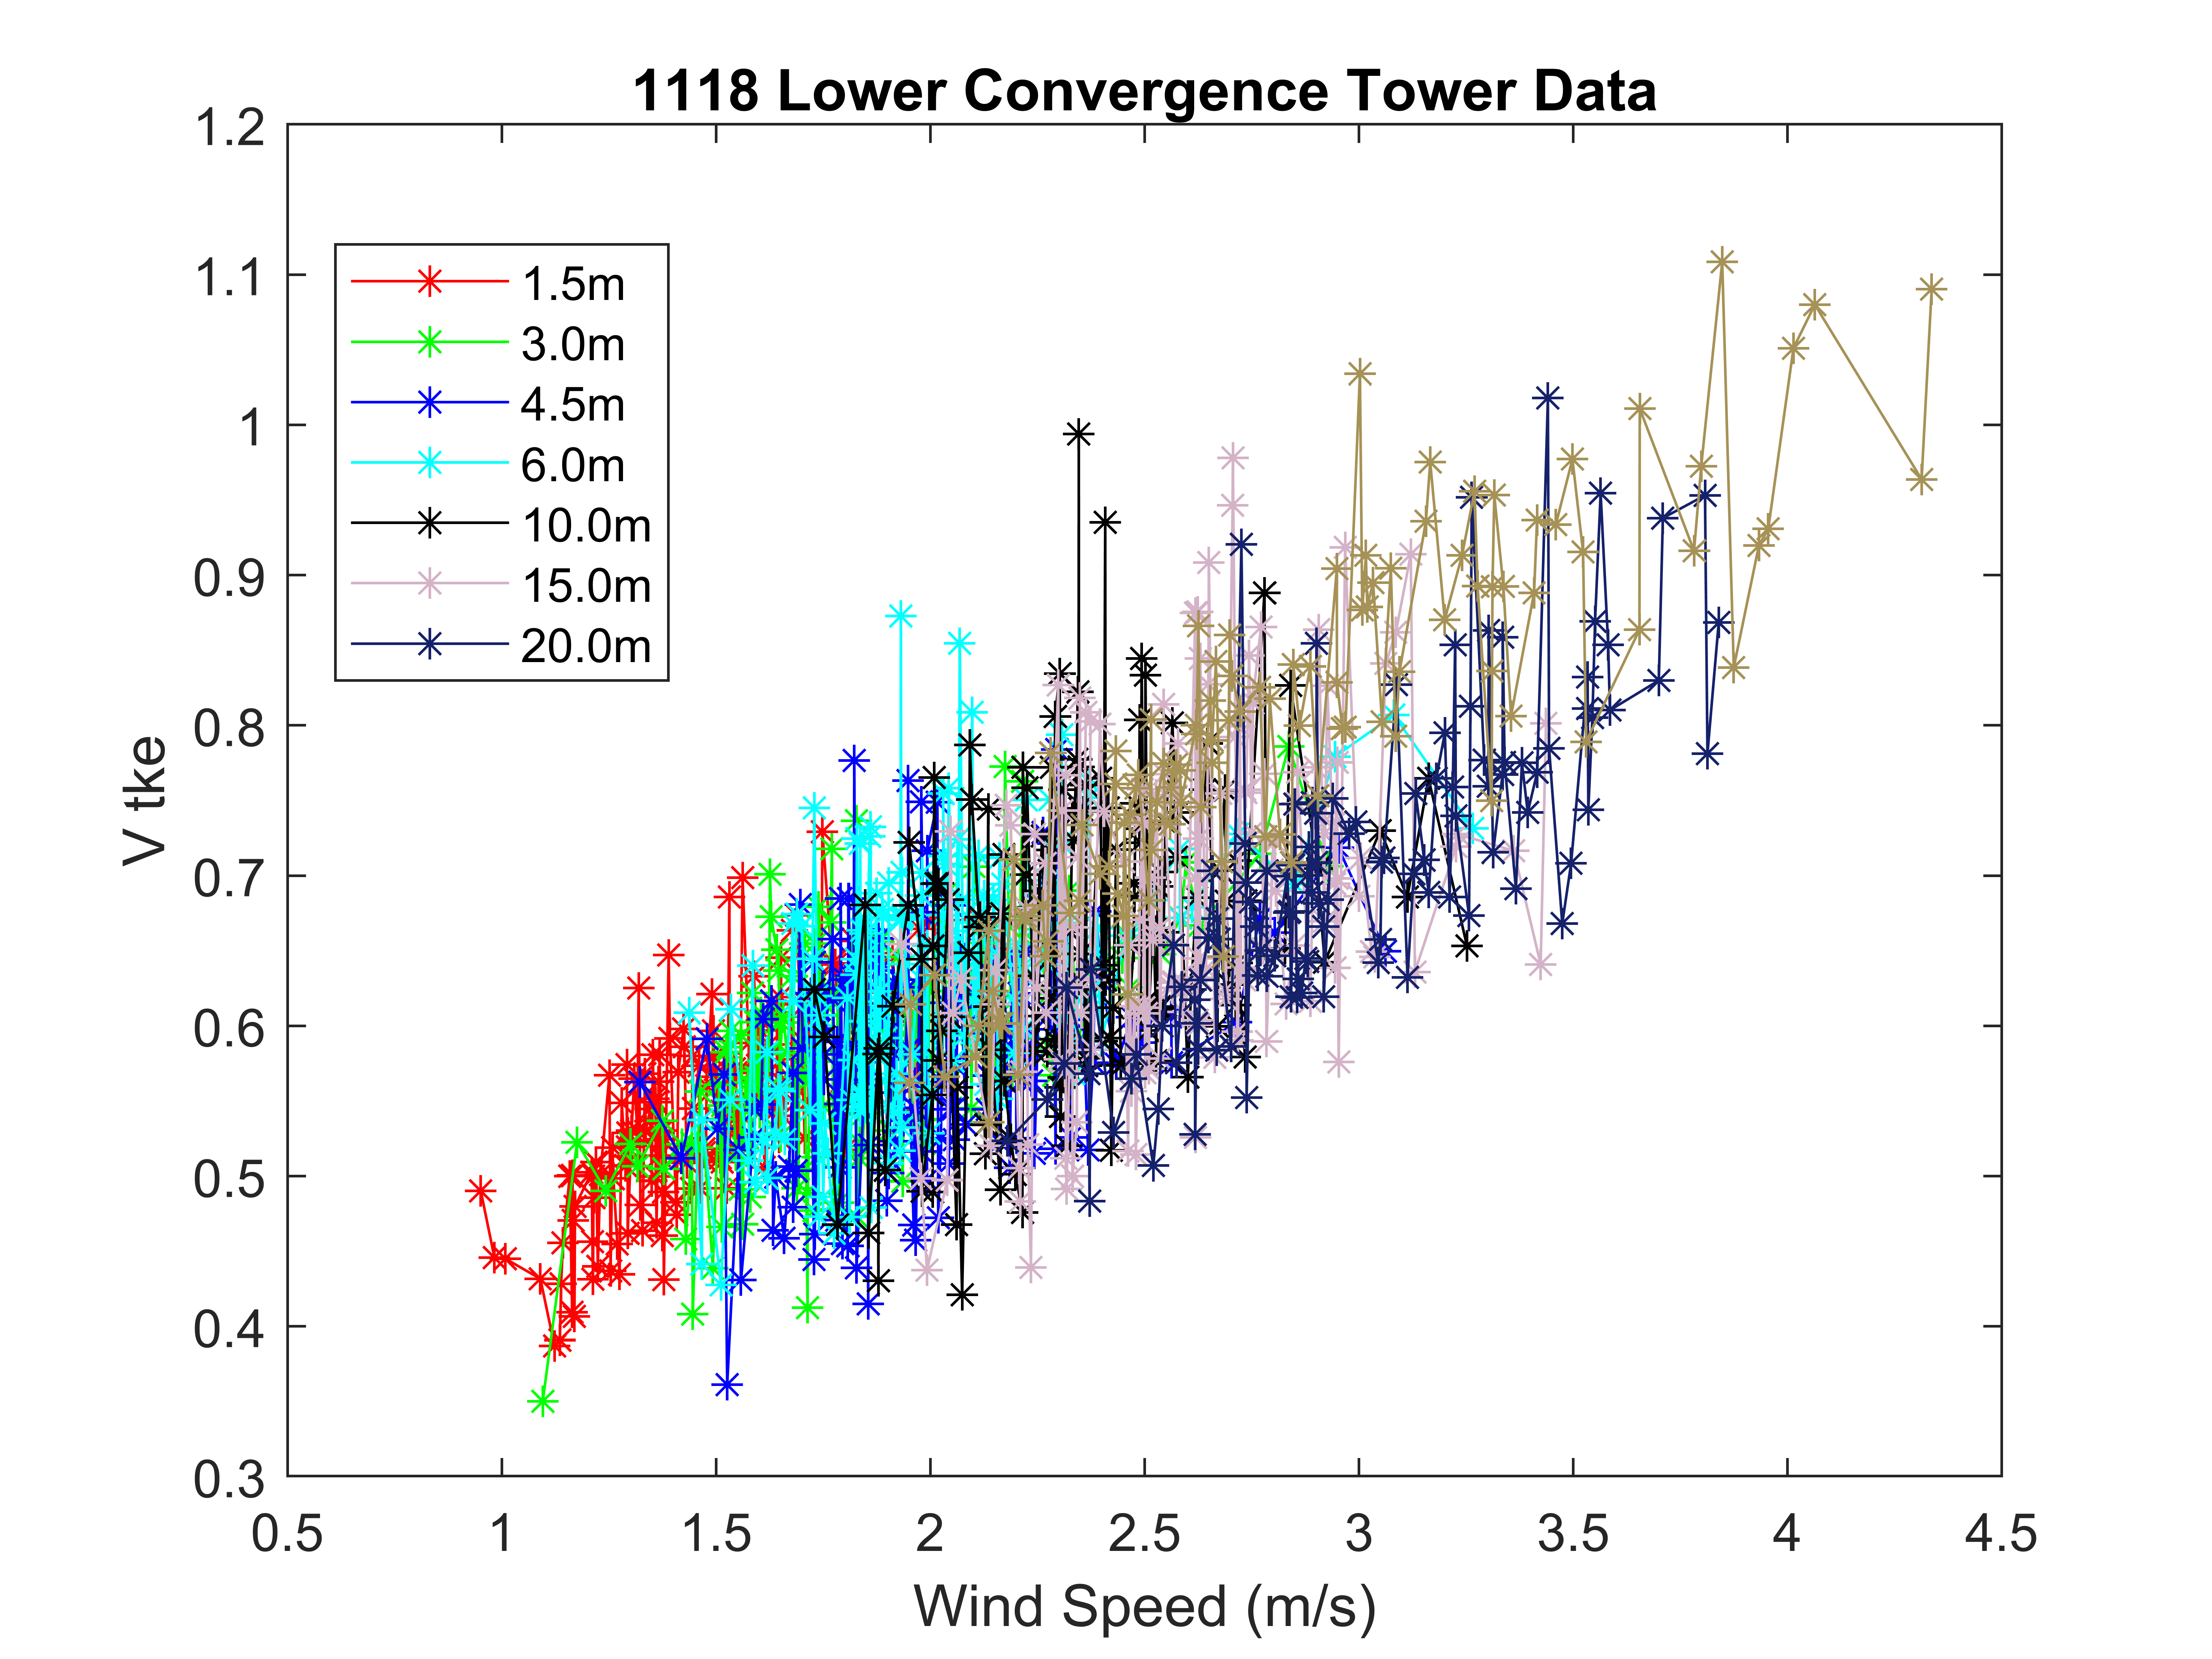 1118 Lower Convergence Tower Data
1.2
1.1
1
0.9
0.8
0.7
0.6
0.5
0.4
0.3
V tke
1.5m
3.0m
4.5m
6.0m
10.0m
15.0m
20.0m
0.5 1 1.5 2 2.5 3 3.5 4 4.5
Wind Speed (m/s)